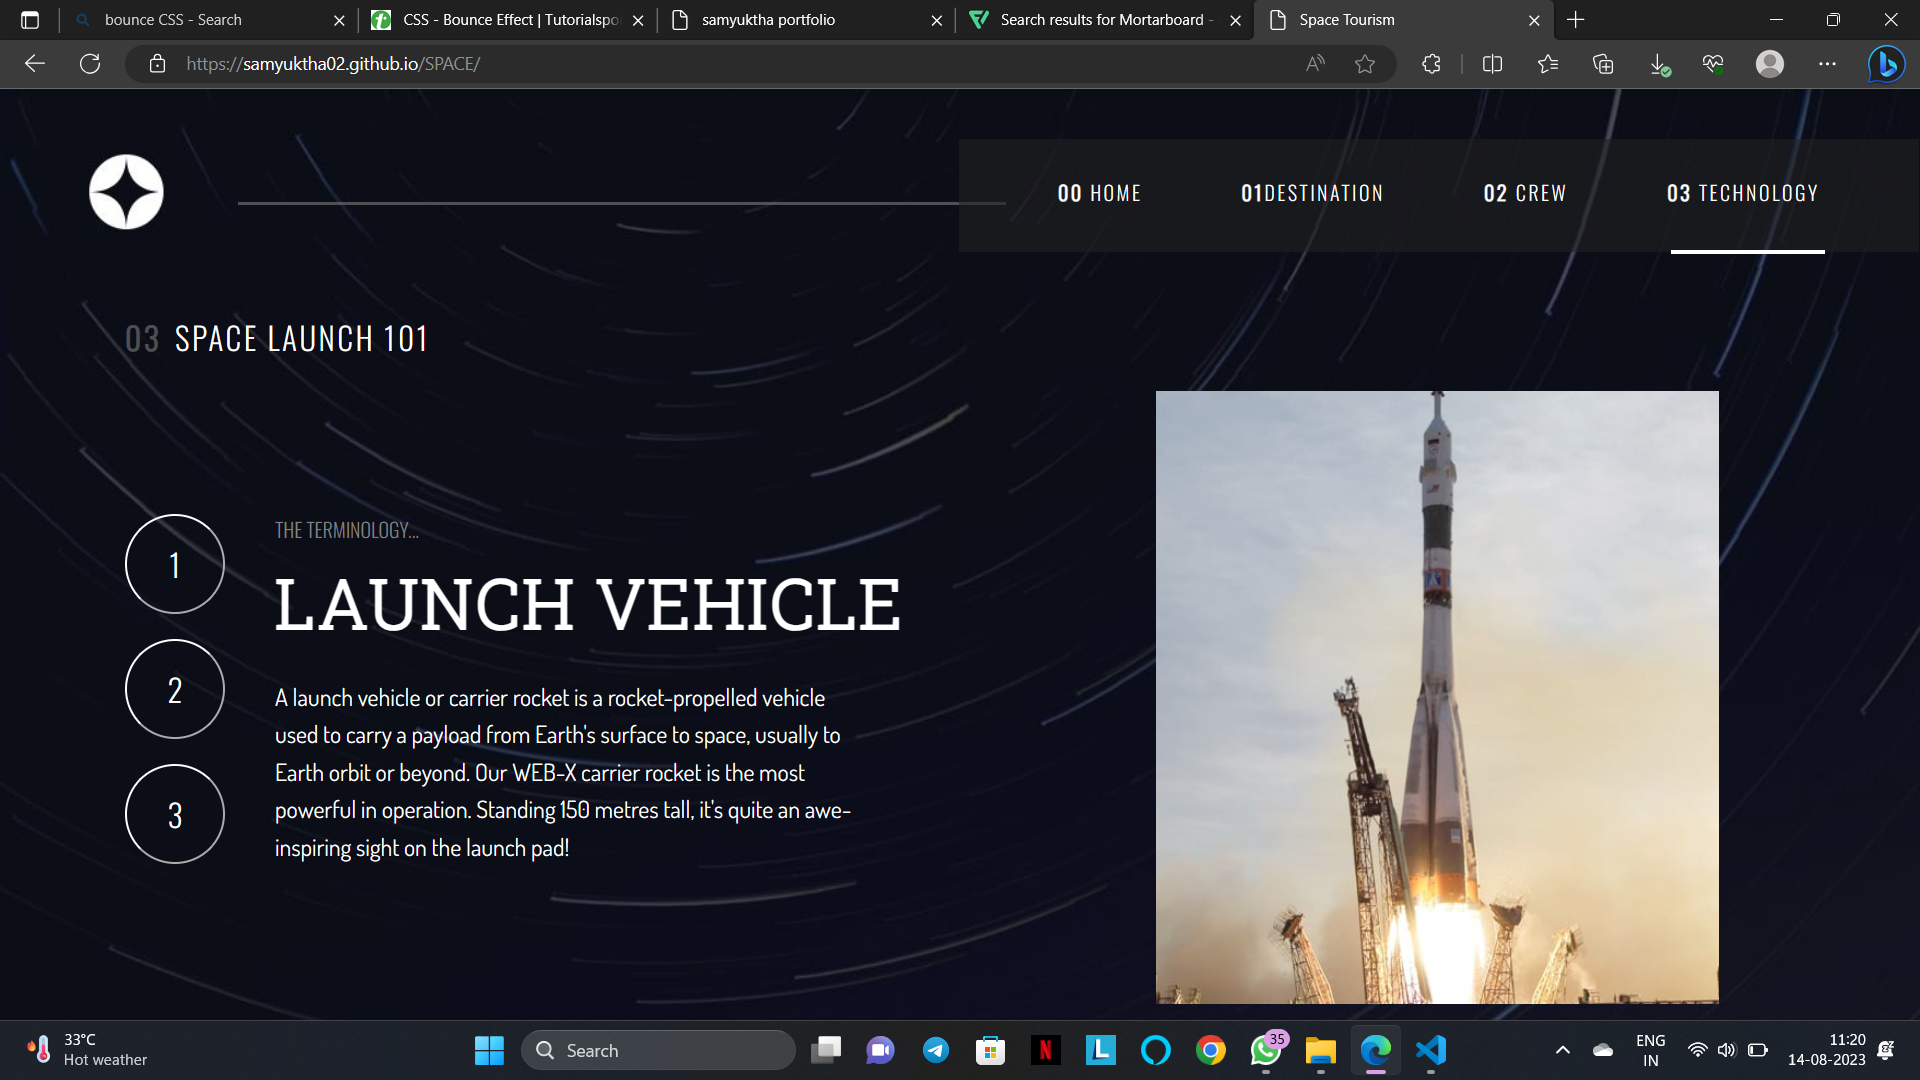 bounce CSS - Search
CSS - Bounce Effect | Tutorialspo
samyuktha portfolio
Search results for Mortarboard -
Space Tourism
https://samyuktha02.github.io/SPACE/
00 HOME
01DESTINATION
02 CREW
03 TECHNOLOGY
03 SPACE LAUNCH 101
1
2
3
THE TERMINOLOGY...
LAUNCH VEHICLE
A launch vehicle or carrier rocket is a rocket-propelled vehicle
used to carry a payload from Earth's surface to space, usually to
Earth orbit or beyond. Our WEB-X carrier rocket is the most
powerful in operation. Standing 150 metres tall, it's quite an awe-
inspiring sight on the launch pad!
33°C
Hot weather
Search
35
ENG
IN
11:20
14-08-2023